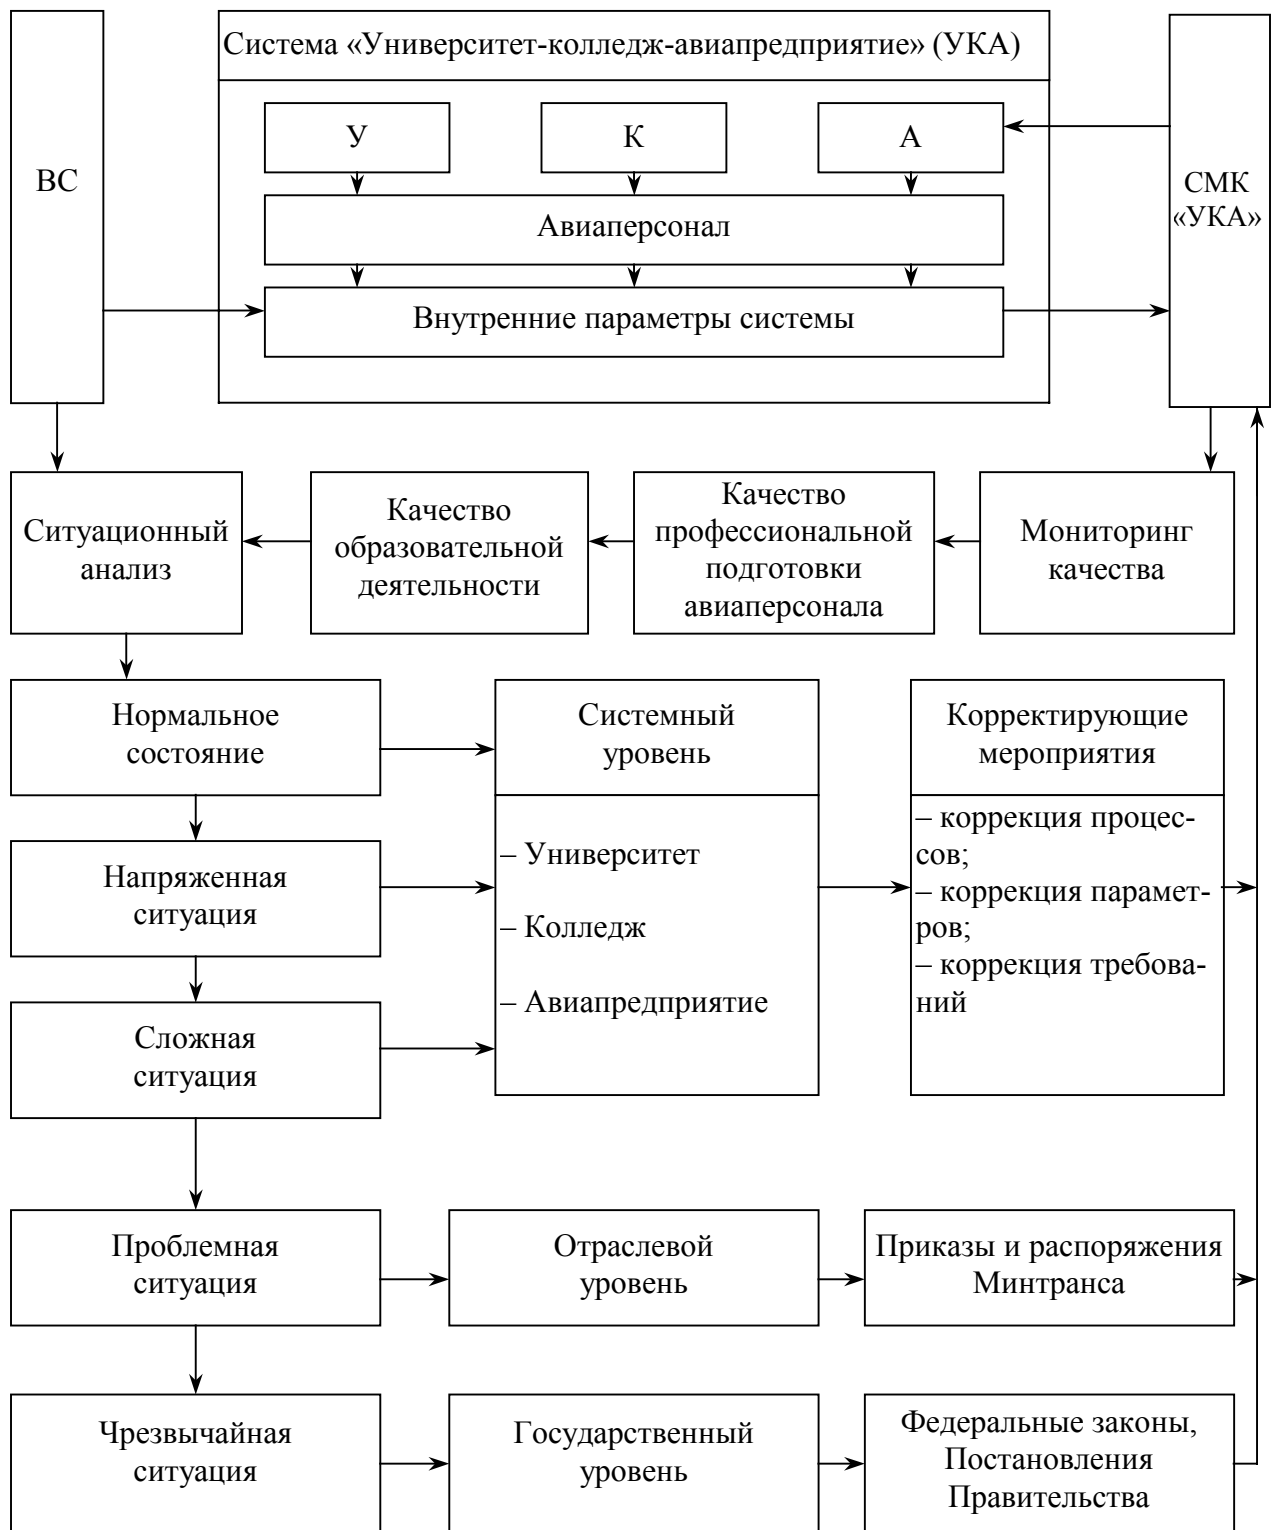 Система «Университет-колледж-авиапредприятие» (УКА)
У
К
А
ВС
СМК
«УКА»
Авиаперсонал
Внутренние параметры системы
Ситуационный
анализ
Качество
образовательной
деятельности
Качество
профессиональной
подготовки
авиаперсонала
Мониторинг
качества
Нормальное
состояние
Системный
уровень
Корректирующие
мероприятия
Напряженная
ситуация
– Университет
– Колледж
– Авиапредприятие
– коррекция процес-
сов;
– коррекция парамет-
ров;
– коррекция требова-
ний
Сложная
ситуация
Проблемная
ситуация
Отраслевой
уровень
Приказы и распоряжения
Минтранса
Чрезвычайная
ситуация
Государственный
уровень
Федеральные законы,
Постановления
Правительства